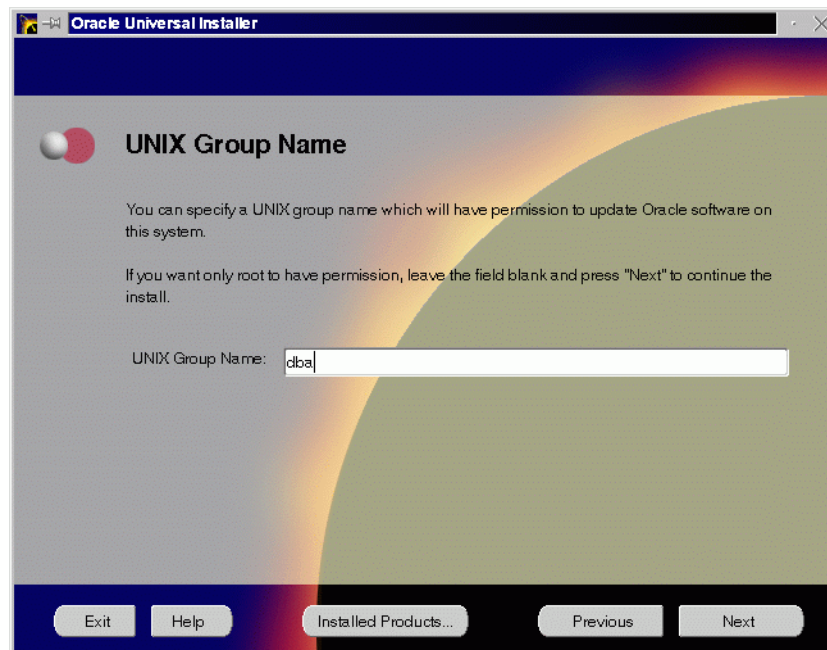 Oracle Universal Installer
UNIX Group Name
You can specify a UNIX group name which will have permission to update Oracle software on
this system.
If you want only root to have permission, leave the field blank and press "Next" to continue the
install.
UNIX Group Name: dba
Exit Help Installed Products... Previous Next